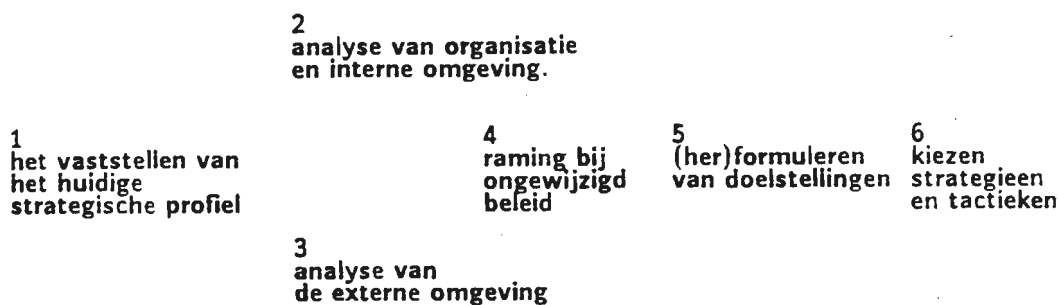 2
analyse van organisatie
en interne omgeving.
1
het vaststellen van
het huidige
strategische profiel
4
raming bij
ongewijzigd
beleid
5
(her)formuleren
van doelstellingen
6
kiezen
strategieen
en tactieken
3
analyse van
de externe omgeving